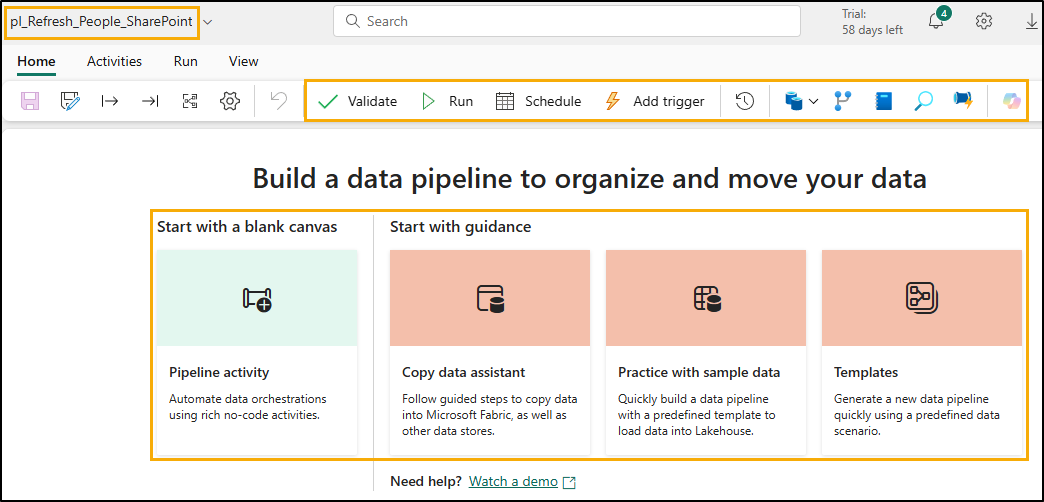 pl_Refresh_People_SharePoint
Search
Trial:
58 days left
4
Home
Activities
Run
View
Validate
Run
Schedule
Add trigger
Build a data pipeline to organize and move your data
Start with a blank canvas
Start with guidance
Pipeline activity
Automate data orchestrations
using rich no-code activities.
Copy data assistant
Follow guided steps to copy data
into Microsoft Fabric, as well as
other data stores.
Practice with sample data
Quickly build a data pipeline
with a predefined template to
load data into Lakehouse.
Templates
Generate a new data pipeline
quickly using a predefined data
scenario.
Need help? Watch a demo